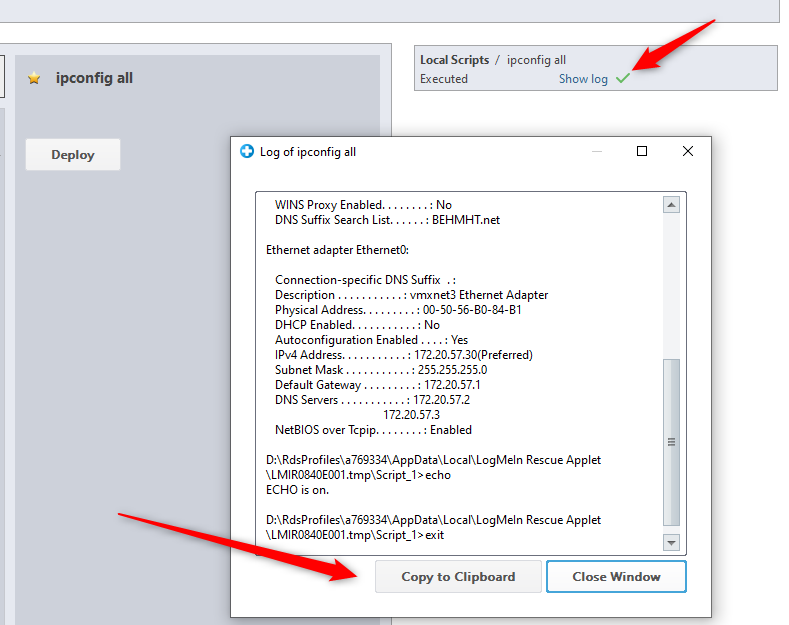 ipconfig all
Deploy
Local Scripts / ipconfig all
Executed Show log
Log of ipconfig all
WINS Proxy Enabled. . . . . . . . : No
DNS Suffix Search List. . . . . . : BEHMHT.net
Ethernet adapter Ethernet0:
Connection-specific DNS Suffix . :
Description . . . . . . . . . . . : vmxnet3 Ethernet Adapter
Physical Address. . . . . . . . . : 00-50-56-B0-84-B1
DHCP Enabled. . . . . . . . . . . : No
Autoconfiguration Enabled . . . . : Yes
IPv4 Address. . . . . . . . . . . : 172.20.57.30(Preferred)
Subnet Mask . . . . . . . . . . . : 255.255.255.0
Default Gateway . . . . . . . . . : 172.20.57.1
DNS Servers . . . . . . . . . . . : 172.20.57.2
172.20.57.3
NetBIOS over Tcpip. . . . . . . . : Enabled
D:\RdsProfiles\a769334\AppData\Local\LogMeIn Rescue Applet
\LMIR0840E001.tmp\Script_1>echo
ECHO is on.
D:\RdsProfiles\a769334\AppData\Local\LogMeIn Rescue Applet
\LMIR0840E001.tmp\Script_1>exit
Copy to Clipboard
Close Window